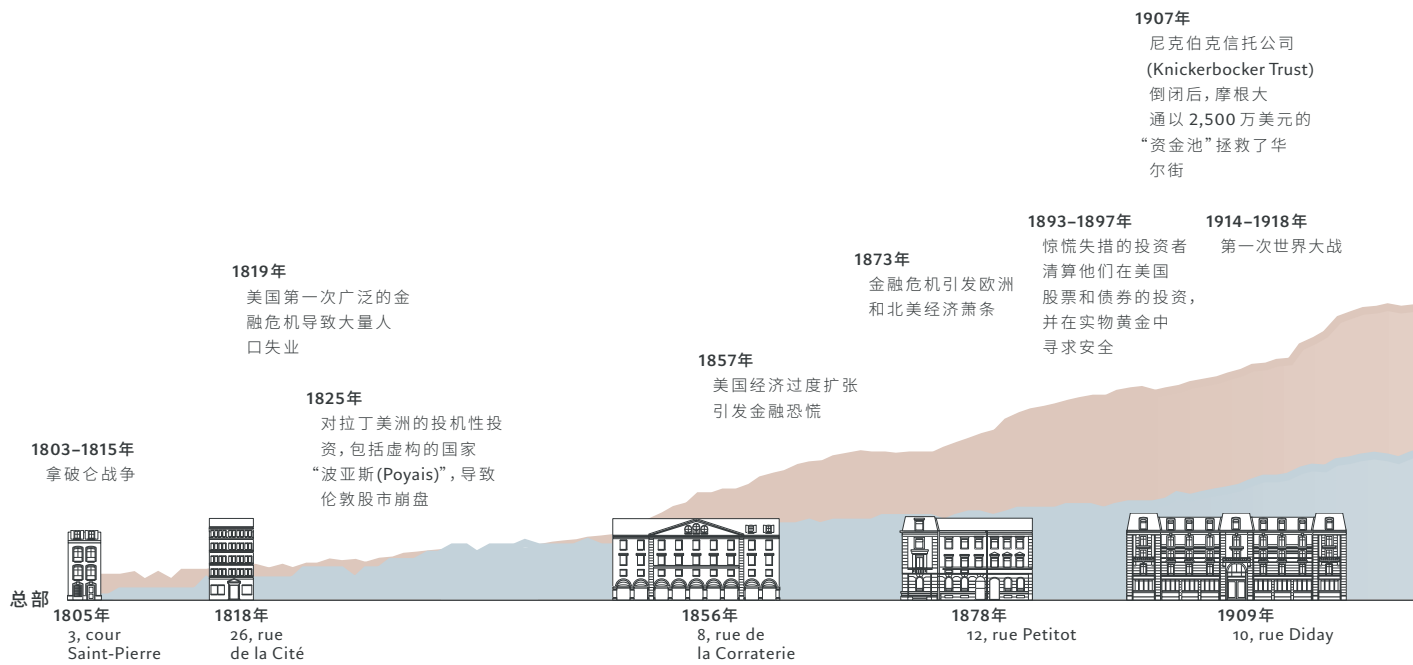 1907年
尼克伯克信托公司
(Knickerbocker Trust)
倒闭后，摩根大
通以 2,500 万美元的
“资金池”拯救了华
尔街
1893–1897年
惊慌失措的投资者
清算他们在美国
股票和债券的投资，
并在实物黄金中
寻求安全
1914–1918年
第一次世界大战
1819年
美国第一次广泛的金
融危机导致大量人
口失业
1873年
金融危机引发欧洲
和北美经济萧条
1857年
美国经济过度扩张
引发金融恐慌
1825年
对拉丁美洲的投机性投
资，包括虚构的国家
“波亚斯(Poyais)”，导致
伦敦股市崩盘
1803–1815年
拿破仑战争
总部
1805年
3, cour
Saint-Pierre
1818年
26, rue
de la Cité
1856年
8, rue de
la Corraterie
1878年
12, rue Petitot
1909年
10, rue Diday